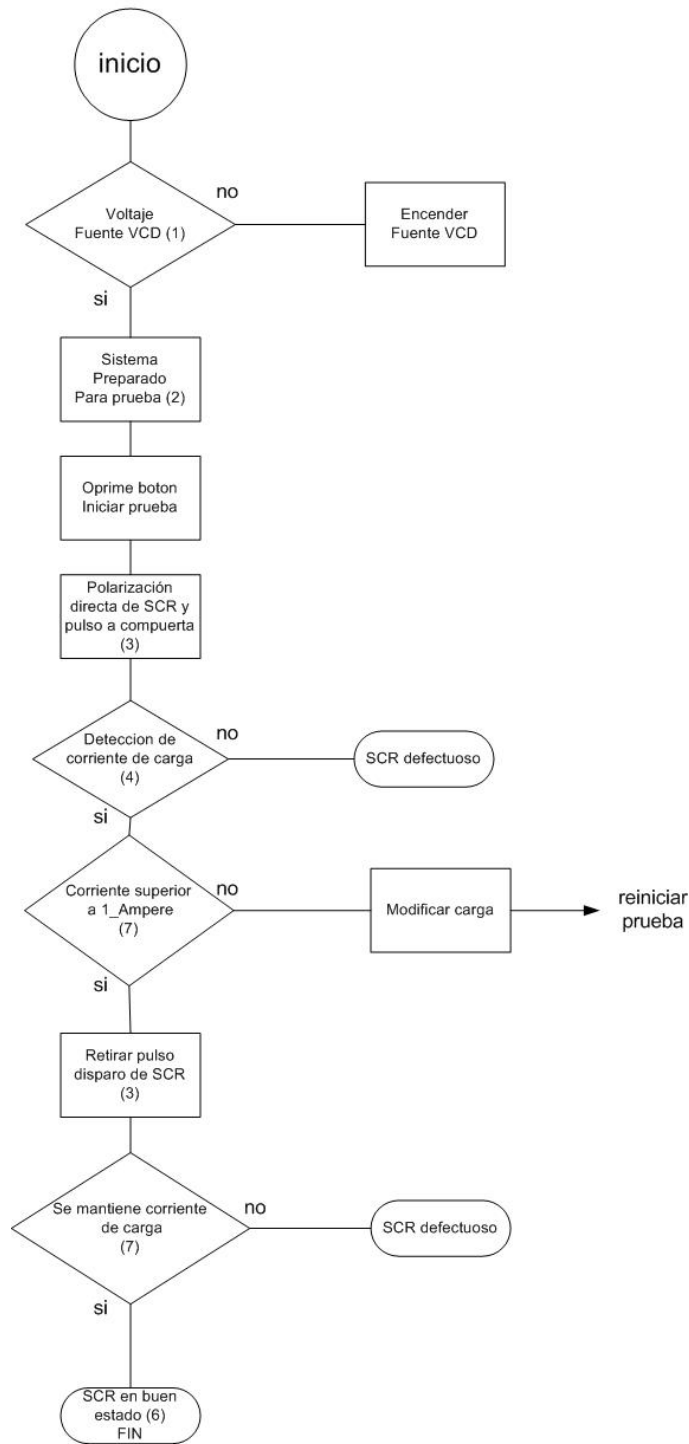 inicio
no
Voltaje
Fuente VCD (1)
Encender
Fuente VCD
si
Sistema
Preparado
Para prueba (2)
Oprime boton
Iniciar prueba
Polarización
directa de SCR y
pulso a compuerta
(3)
no
Deteccion de
corriente de carga
(4)
SCR defectuoso
si
no
Corriente superior
a 1_Ampere
(7)
Modificar carga
reiniciar
prueba
si
Retirar pulso
disparo de SCR
(3)
no
Se mantiene corriente
de carga
(7)
SCR defectuoso
si
SCR en buen
estado (6)
FIN